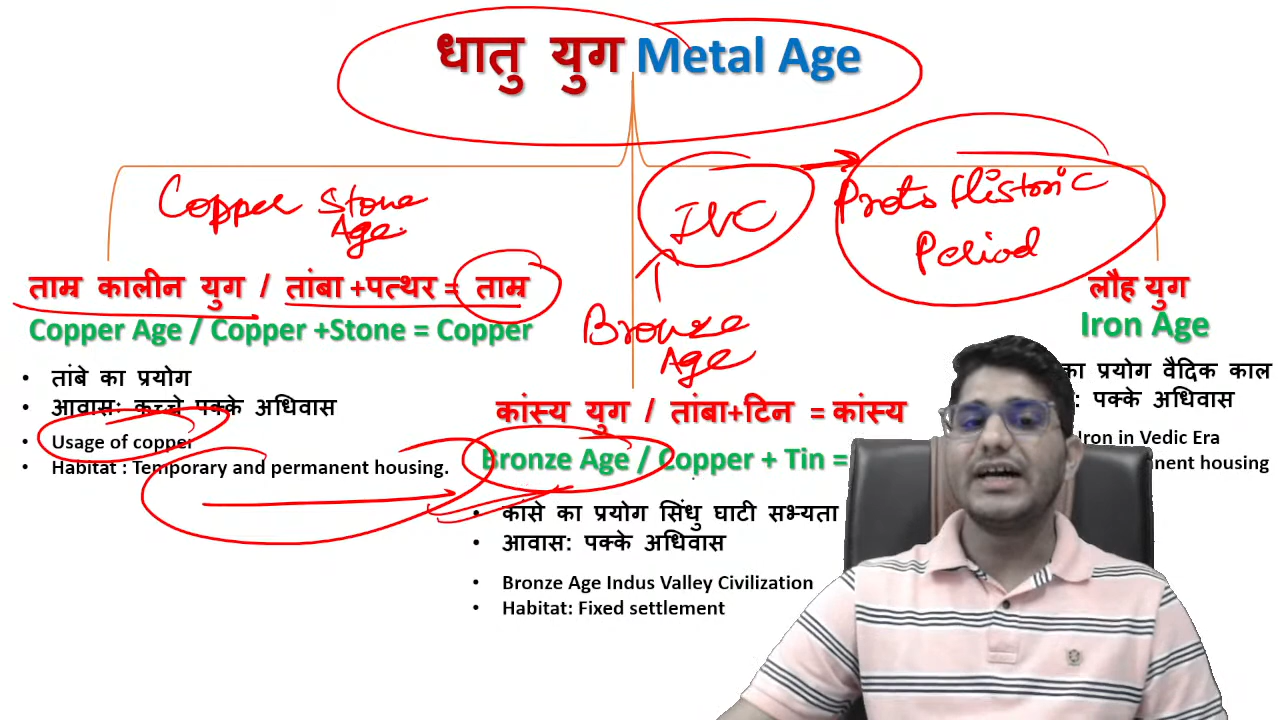 धातु युग Metal Age
Copper Stone
Age
IVC
Proto Historic
Period
ताम्र कालीन युग / तांबा +पत्थर = ताम्र
Copper Age / Copper +Stone = Copper
तांबे का प्रयोग
आवासः कच्चे पक्के अधिवास
Usage of copper
Habitat : Temporary and permanent housing.
Bronze
Age
कांस्य युग / तांबा+टिन = कांस्य
Bronze Age / Copper + Tin =
कांसे का प्रयोग सिंधु घाटी सभ्यता
आवास: पक्के अधिवास
Bronze Age Indus Valley Civilization
Habitat: Fixed settlement
लौह युग
Iron Age
का प्रयोग वैदिक काल
: पक्के अधिवास
Iron in Vedic Era
housing